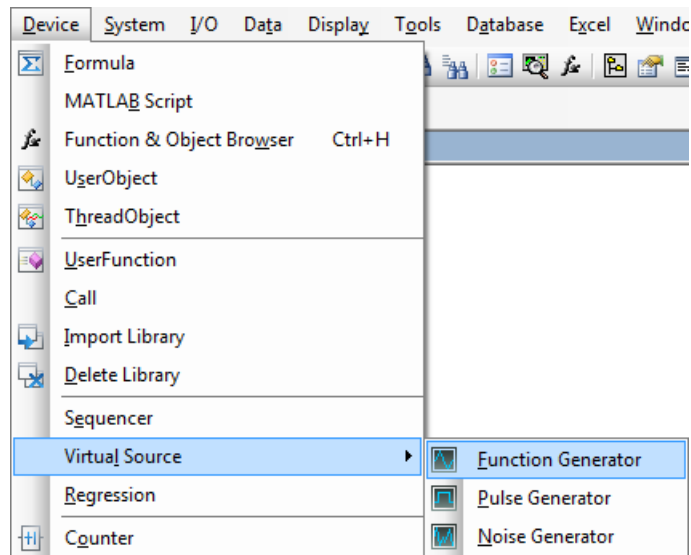 Device System I/O Data Display Tools Database Excel Windo
Formula
MATLAB Script
Function & Object Browser Ctrl+H
UserObject
ThreadObject
UserFunction
Call
Import Library
Delete Library
Sequencer
Virtual Source
Function Generator
Regression
Pulse Generator
Counter
Noise Generator